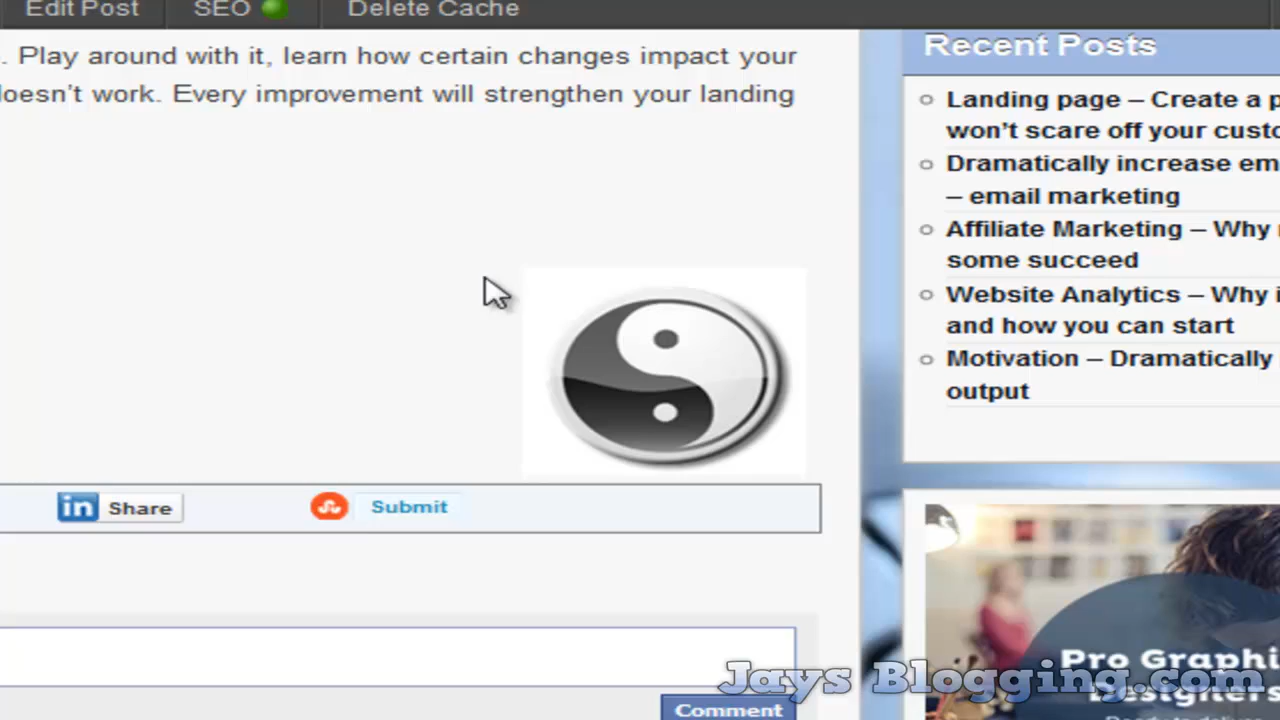 Edit Post SEO Delete Cache
. Play around with it, learn how certain changes impact your
doesn't work. Every improvement will strengthen your landing
Recent Posts
Landing page – Create a p
won't scare off your custo
Dramatically increase em
– email marketing
Affiliate Marketing – Why
some succeed
Website Analytics – Why i
and how you can start
Motivation – Dramatically
output
in Share
Submit
Pro Graphi
Designers
Comment
Jays Blogging.com